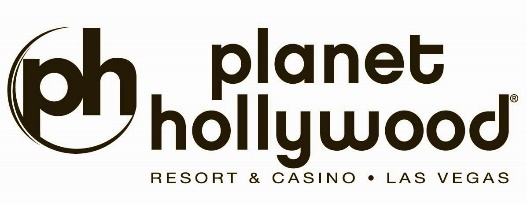 ph
planet
hollywood®
RESORT & CASINO • LAS VEGAS